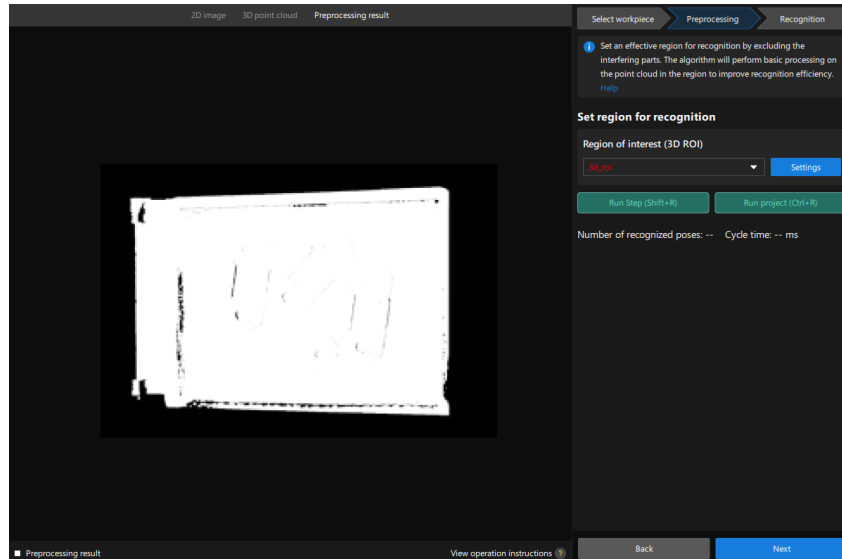 2D image 3D point cloud Preprocessing result
Select workpiece Preprocessing Recognition
Set an effective region for recognition by excluding the
interfering parts. The algorithm will perform basic processing on
the point cloud in the region to improve recognition efficiency.
Help
Set region for recognition
Region of interest (3D ROI)
3d_roi Settings
Run Step (Shift+R) Run project (Ctrl+R)
Number of recognized poses: -- Cycle time: -- ms
Preprocessing result View operation instructions ?
Back Next